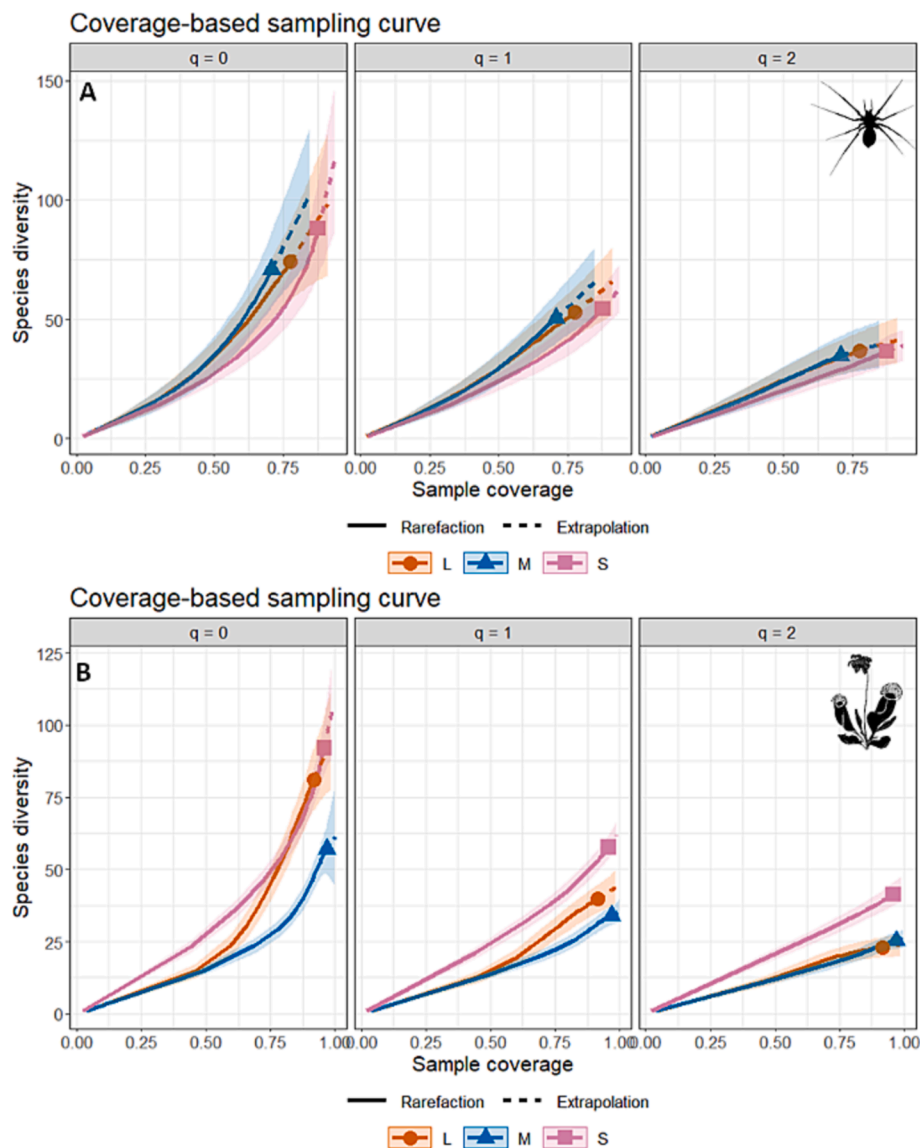 Coverage-based sampling curve
q = 0 q = 1 q = 2
A
150
100
50
0
Species diversity
0.00 0.25 0.50 0.75 0.00 0.25 0.50 0.75 0.00 0.25 0.50 0.75
Sample coverage
Rarefaction Extrapolation
L M S
Coverage-based sampling curve
q = 0 q = 1 q = 2
B
125
100
75
50
25
0
Species diversity
0.00 0.25 0.50 0.75 1.00 0.00 0.25 0.50 0.75 1.00 0.00 0.25 0.50 0.75 1.00
Sample coverage
Rarefaction Extrapolation
L M S